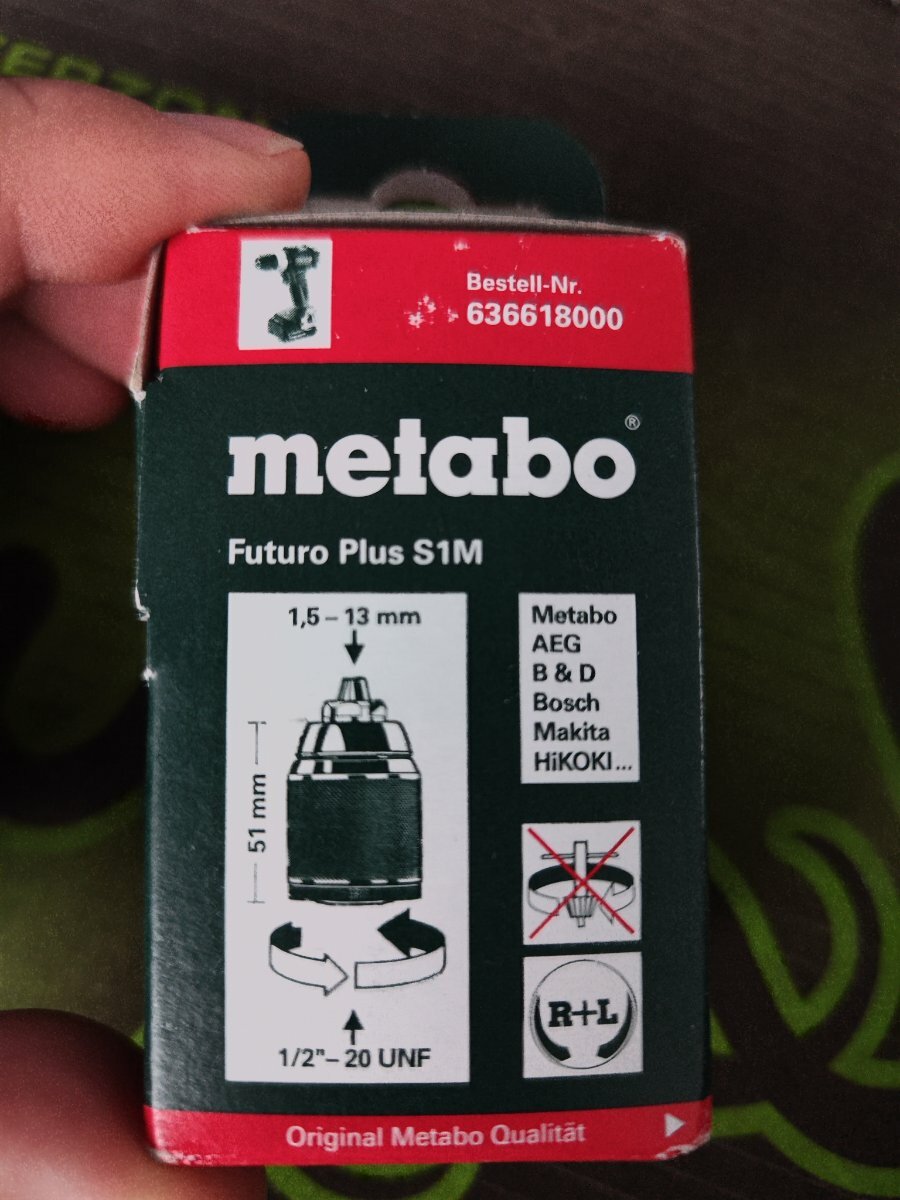 Bestell-Nr.
636618000
metabo®
Futuro Plus S1M
1,5 – 13 mm
51 mm
1/2"– 20 UNF
Metabo
AEG
B & D
Bosch
Makita
HiKOKI...
R+L
Original Metabo Qualität